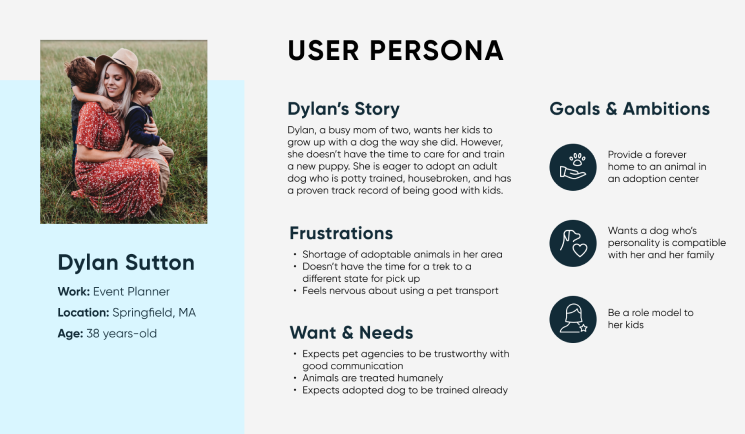 USER PERSONA
Dylan Sutton
Work: Event Planner
Location: Springfield, MA
Age: 38 years-old
Dylan's Story
Dylan, a busy mom of two, wants her kids to
grow up with a dog the way she did. However,
she doesn't have the time to care for and train
a new puppy. She is eager to adopt an adult
dog who is potty trained, housebroken, and has
a proven track record of being good with kids.
Frustrations
• Shortage of adoptable animals in her area
• Doesn't have the time for a trek to a
different state for pick up
• Feels nervous about using a pet transport
Want & Needs
• Expects pet agencies to be trustworthy with
good communication
• Animals are treated humanely
• Expects adopted dog to be trained already
Goals & Ambitions
Provide a forever
home to an animal in
an adoption center
Wants a dog who's
personality is compatible
with her and her family
Be a role model to
her kids